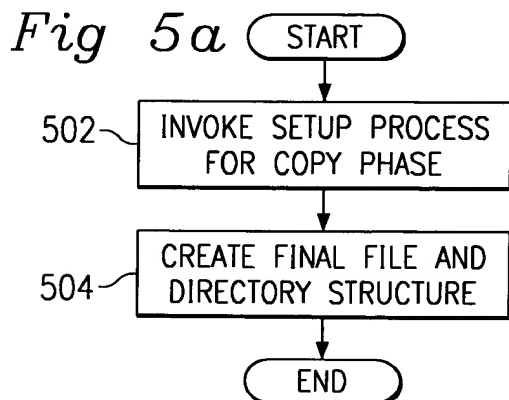 Fig 5a
START
502
INVOKE SETUP PROCESS
FOR COPY PHASE
504
CREATE FINAL FILE AND
DIRECTORY STRUCTURE
END